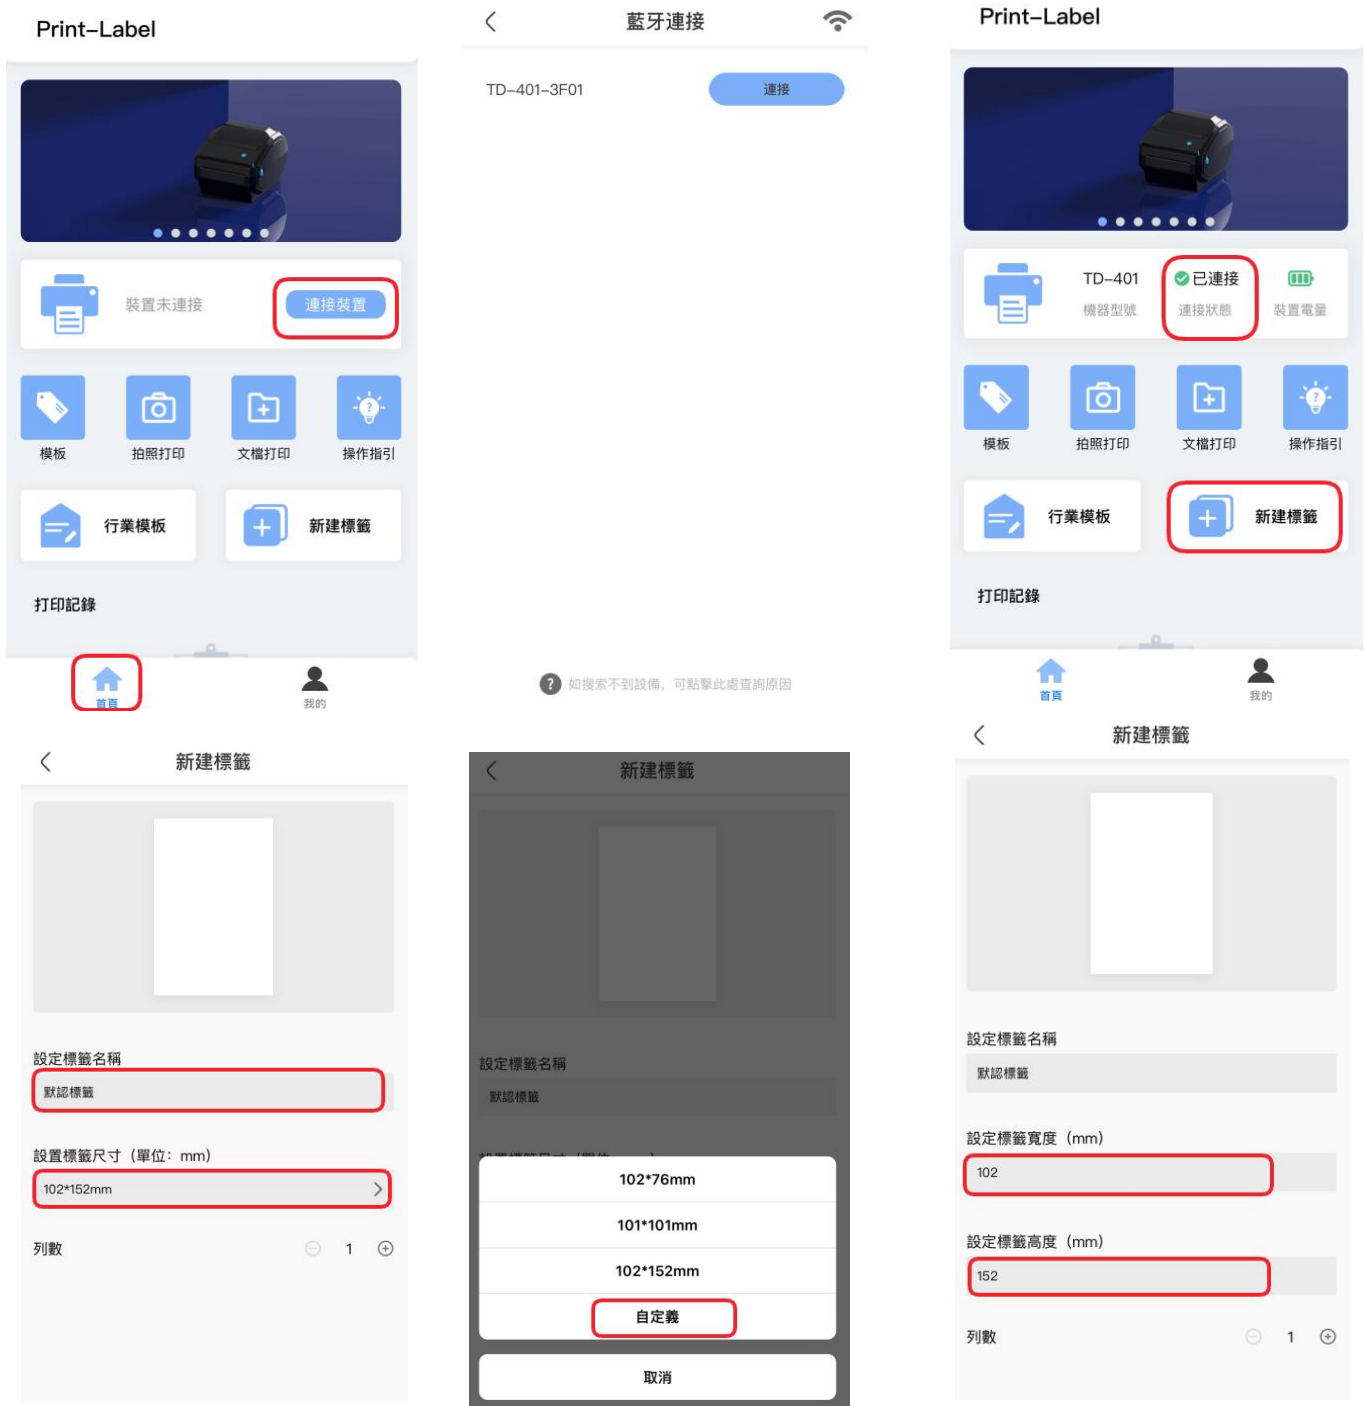 Print-Label
裝置未連接
連接裝置
模板
拍照打印
文檔打印
操作指引
行業模板
新建標籤
打印記錄
首頁
我的
藍牙連接
TD-401-3F01
連接
如搜索不到設備，可點擊此處查詢原因
Print-Label
TD-401
已連接
機器型號
連接狀態
裝置電量
模板
拍照打印
文檔打印
操作指引
行業模板
新建標籤
打印記錄
首頁
我的
新建標籤
設定標籤名稱
默認標籤
設置標籤尺寸（單位：mm）
102*152mm
列數
1
新建標籤
設定標籤名稱
默認標籤
102*76mm
101*101mm
102*152mm
自定義
取消
新建標籤
設定標籤名稱
默認標籤
設定標籤寬度（mm）
102
設定標籤高度（mm）
152
列數
1